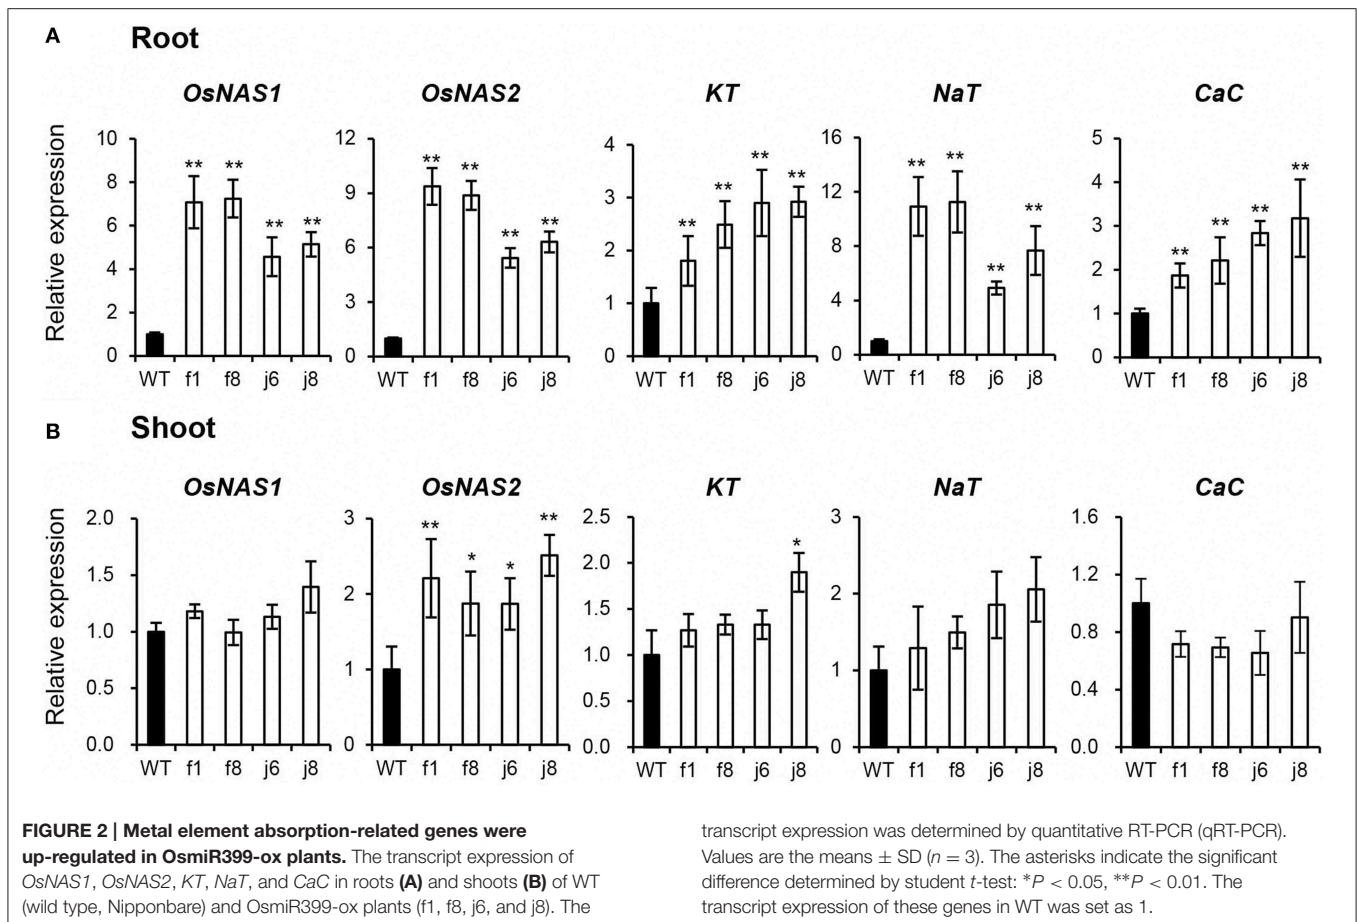 A
Root
OsNAS1
OsNAS2
KT
NaT
CaC
Relative expression
10
8
6
4
2
0
**
**
**
**
WT f1 f8 j6 j8
12
9
6
3
0
**
**
**
**
WT f1 f8 j6 j8
4
3
2
1
0
**
**
**
**
WT f1 f8 j6 j8
16
12
8
4
0
**
**
**
**
WT f1 f8 j6 j8
5
4
3
2
1
0
**
**
**
**
WT f1 f8 j6 j8
B
Shoot
OsNAS1
OsNAS2
KT
NaT
CaC
Relative expression
2.0
1.5
1.0
0.5
0.0
WT f1 f8 j6 j8
3
2
1
0
**
*
*
**
WT f1 f8 j6 j8
2.5
2.0
1.5
1.0
0.5
0.0
*
WT f1 f8 j6 j8
3
2
1
0
WT f1 f8 j6 j8
1.6
1.2
0.8
0.4
0.0
WT f1 f8 j6 j8
FIGURE 2 | Metal element absorption-related genes were
up-regulated in OsmiR399-ox plants. The transcript expression of
OsNAS1, OsNAS2, KT, NaT, and CaC in roots (A) and shoots (B) of WT
(wild type, Nipponbare) and OsmiR399-ox plants (f1, f8, j6, and j8). The
transcript expression was determined by quantitative RT-PCR (qRT-PCR).
Values are the means ± SD (n = 3). The asterisks indicate the significant
difference determined by student t-test: *P < 0.05, **P < 0.01. The
transcript expression of these genes in WT was set as 1.